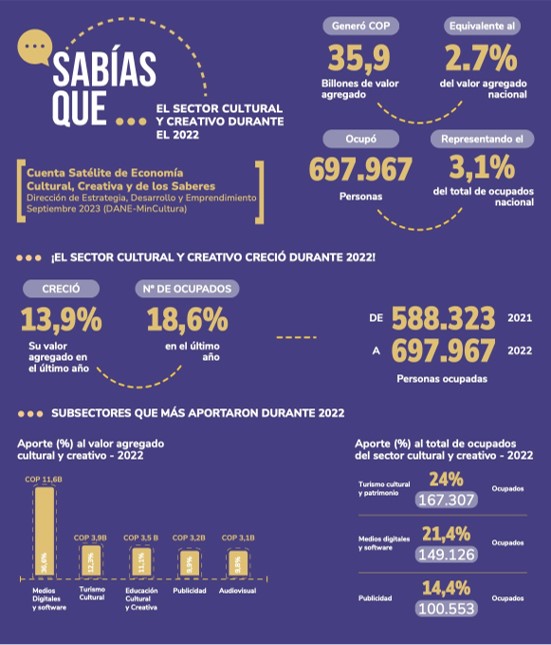 SABÍAS
QUE
EL SECTOR CULTURAL
Y CREATIVO DURANTE
EL 2022
Cuenta Satélite de Economía
Cultural, Creativa y de los Saberes
Dirección de Estrategia, Desarrollo y Emprendimiento
Septiembre 2023 (DANE-MinCultura)
Generó COP
35,9
Billones de valor
agregado
Equivalente al
2.7%
del valor agregado
nacional
Ocupó
697.967
Personas
Representando el
3,1%
del total de ocupados
nacional
¡EL SECTOR CULTURAL Y CREATIVO CRECIÓ DURANTE 2022!
CRECIÓ
13,9%
Su valor
agregado en
el último año
Nº DE OCUPADOS
18,6%
en el último
año
DE 588.323 2021
A 697.967 2022
Personas ocupadas
SUBSECTORES QUE MÁS APORTARON DURANTE 2022
Aporte (%) al valor agregado
cultural y creativo - 2022
COP 11,6B
COP 3,9B
COP 3,5 B
COP 3,2B
COP 3,1B
12,3%
11,1%
9,9%
Medios
Digitales
y software
Turismo
Cultural
Educación
Cultural
y Creativa
Publicidad
Audiovisual
Aporte (%) al total de ocupados
del sector cultural y creativo - 2022
Turismo cultural
y patrimonio
24%
167.307
Ocupados
Medios digitales
y software
21,4%
149.126
Ocupados
Publicidad
14,4%
100.553
Ocupados